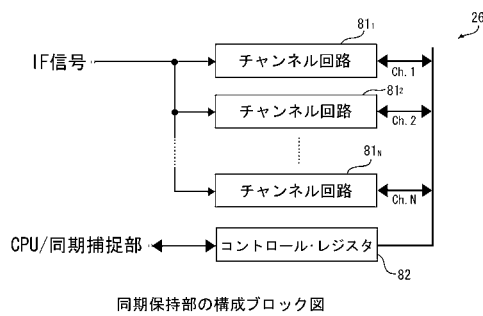 26
81₁
IF信号
チャンネル回路
Ch.1
81₂
チャンネル回路
Ch.2
81N
チャンネル回路
Ch.N
CPU/同期捕捉部
コントロール・レジスタ
82
同期保持部の構成ブロック図